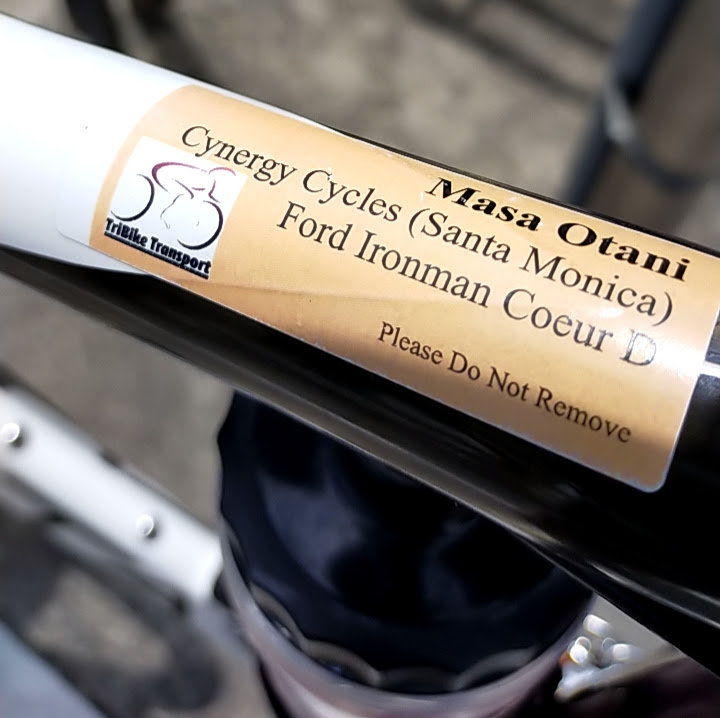 Masa Otani
Cynergy Cycles (Santa Monica)
Ford Ironman Coeur D
Please Do Not Remove
TriBike Transport